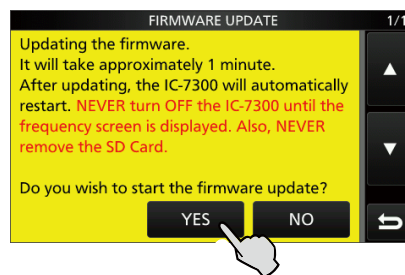 FIRMWARE UPDATE 1/1
Updating the firmware.
It will take approximately 1 minute.
After updating, the IC-7300 will automatically
restart. NEVER turn OFF the IC-7300 until the
frequency screen is displayed. Also, NEVER
remove the SD Card.
Do you wish to start the firmware update?
YES NO